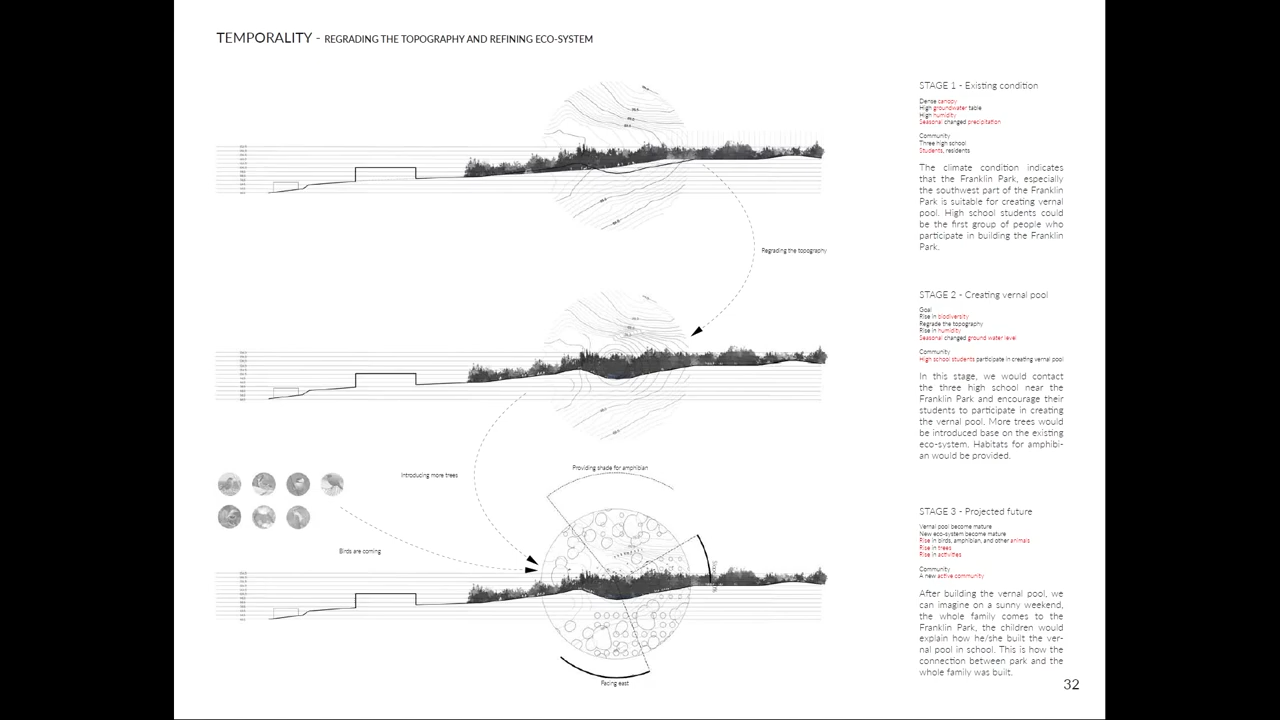 TEMPORALITY - REGRADING THE TOPOGRAPHY AND REFINING ECO-SYSTEM
STAGE 1 - Existing condition
Dense canopy
High groundwater table
High humidity
Seasonal changed precipitation
Community
Three high school
Students, residents
The climate condition indicates
that the Franklin Park, especially
the southwest part of the Franklin
Park is suitable for creating vernal
pool. High school students could
be the first group of people who
participate in building the Franklin
Park.
Regrading the topography
STAGE 2 - Creating vernal pool
Goal
Rise in biodiversity
Regrade the topography
Rise in humidity
Seasonal changed ground water level
Community
High school students participate in creating vernal pool
In this stage, we would contact
the three high school near the
Franklin Park and encourage their
students to participate in creating
the vernal pool. More trees would
be introduced base on the existing
eco-system. Habitats for amphibi-
an would be provided.
Introducing more trees
Providing shade for amphibian
Birds are coming
Facing east
STAGE 3 - Projected future
Vernal pool become mature
New eco-system become mature
Rise in birds, amphibian, and other animals
Rise in trees
Rise in activities
Community
A new active community
After building the vernal pool, we
can imagine on a sunny weekend,
the whole family comes to the
Franklin Park, the children would
explain how he/she built the ver-
nal pool in school. This is how the
connection between park and the
whole family was built.
32